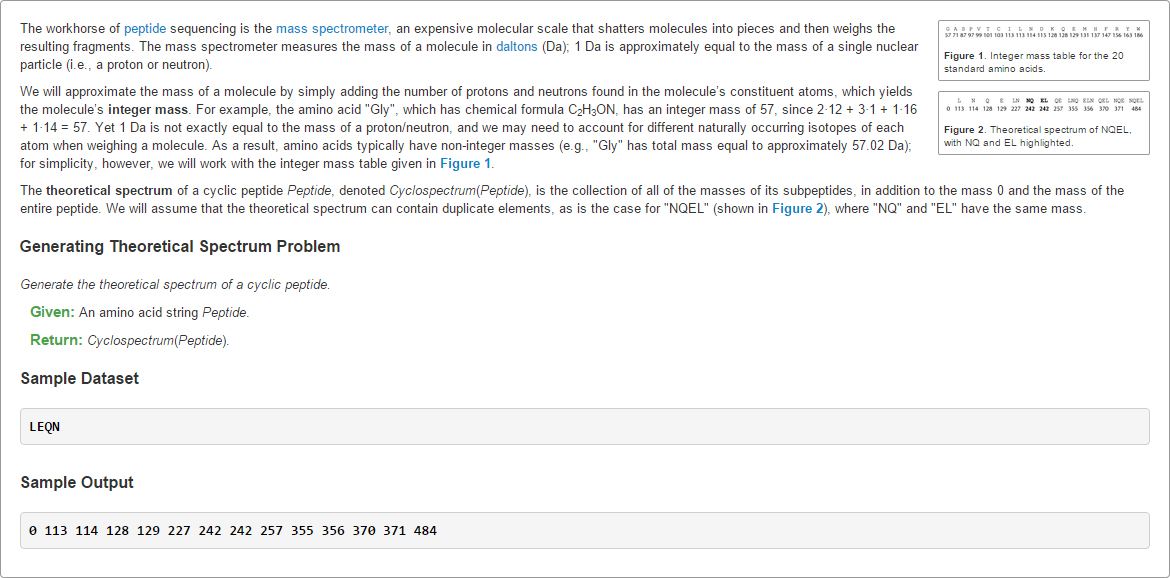 The workhorse of peptide sequencing is the mass spectrometer, an expensive molecular scale that shatters molecules into pieces and then weighs the
resulting fragments. The mass spectrometer measures the mass of a molecule in daltons (Da); 1 Da is approximately equal to the mass of a single nuclear
particle (i.e., a proton or neutron).
We will approximate the mass of a molecule by simply adding the number of protons and neutrons found in the molecule's constituent atoms, which yields
the molecule's integer mass. For example, the amino acid "Gly", which has chemical formula C₂H₃ON, has an integer mass of 57, since 2·12 + 3·1 + 1·16
+ 1·14 = 57. Yet 1 Da is not exactly equal to the mass of a proton/neutron, and we may need to account for different naturally occurring isotopes of each
atom when weighing a molecule. As a result, amino acids typically have non-integer masses (e.g., "Gly" has total mass equal to approximately 57.02 Da);
for simplicity, however, we will work with the integer mass table given in Figure 1.
The theoretical spectrum of a cyclic peptide Peptide, denoted Cyclospectrum(Peptide), is the collection of all of the masses of its subpeptides, in addition to the mass 0 and the mass of the
entire peptide. We will assume that the theoretical spectrum can contain duplicate elements, as is the case for "NQEL" (shown in Figure 2), where "NQ" and "EL" have the same mass.
G A S P V T C I L N D K Q E M H F R Y W
57 71 87 97 99 101 103 113 113 114 115 128 128 129 131 137 147 156 163 186
Figure 1. Integer mass table for the 20
standard amino acids.
L N Q E LN NQ EL QE LNQ ELN QEL NQE NQEL
0 113 114 128 129 227 242 242 257 355 356 370 371 484
Figure 2. Theoretical spectrum of NQEL,
with NQ and EL highlighted.
Generating Theoretical Spectrum Problem
Generate the theoretical spectrum of a cyclic peptide.
Given: An amino acid string Peptide.
Return: Cyclospectrum(Peptide).
Sample Dataset
LEQN
Sample Output
0 113 114 128 129 227 242 242 257 355 356 370 371 484